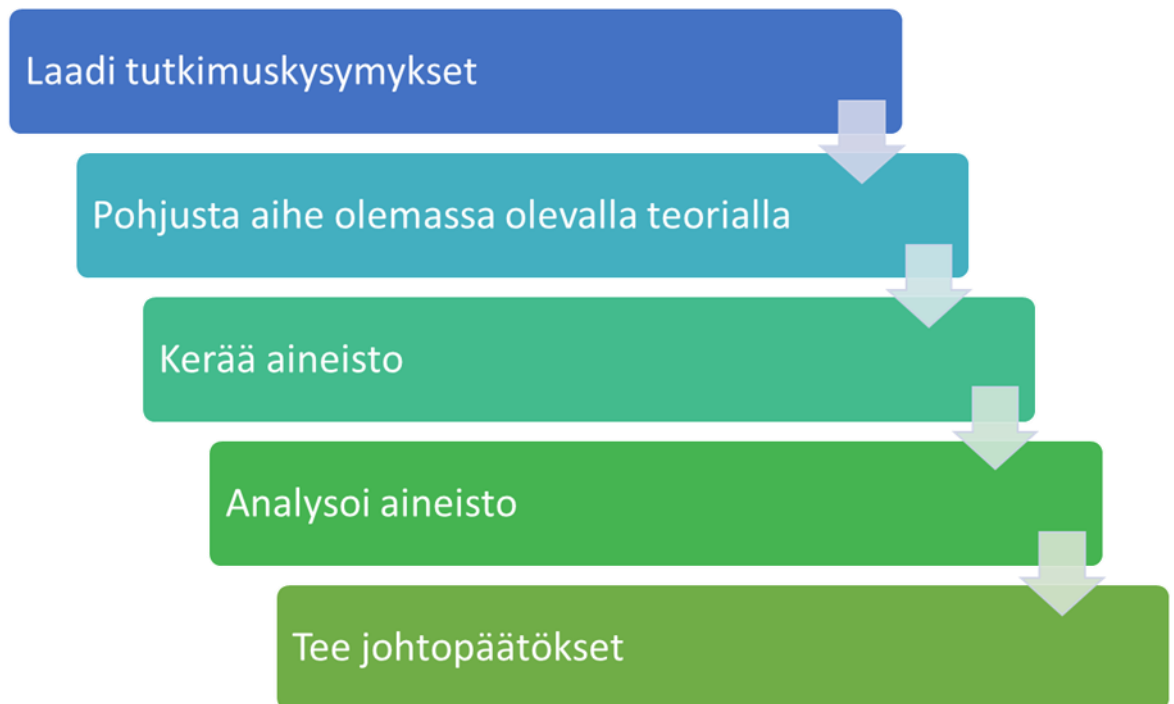 Laadi tutkimuskysymykset
Pohjusta aihe olemassa olevalla teorialla
Kerää aineisto
Analysoi aineisto
Tee johtopäätökset